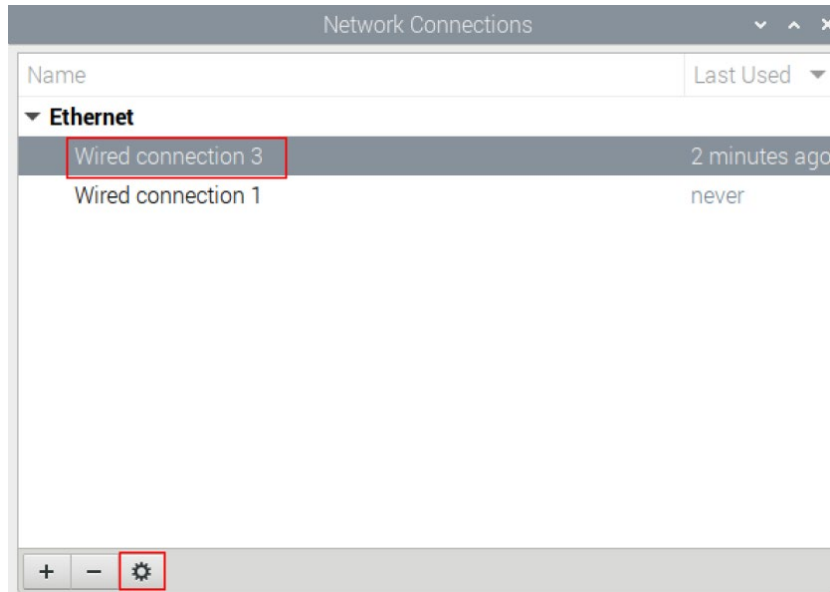 Network Connections
Name Last Used
Ethernet
Wired connection 3 2 minutes ago
Wired connection 1 never